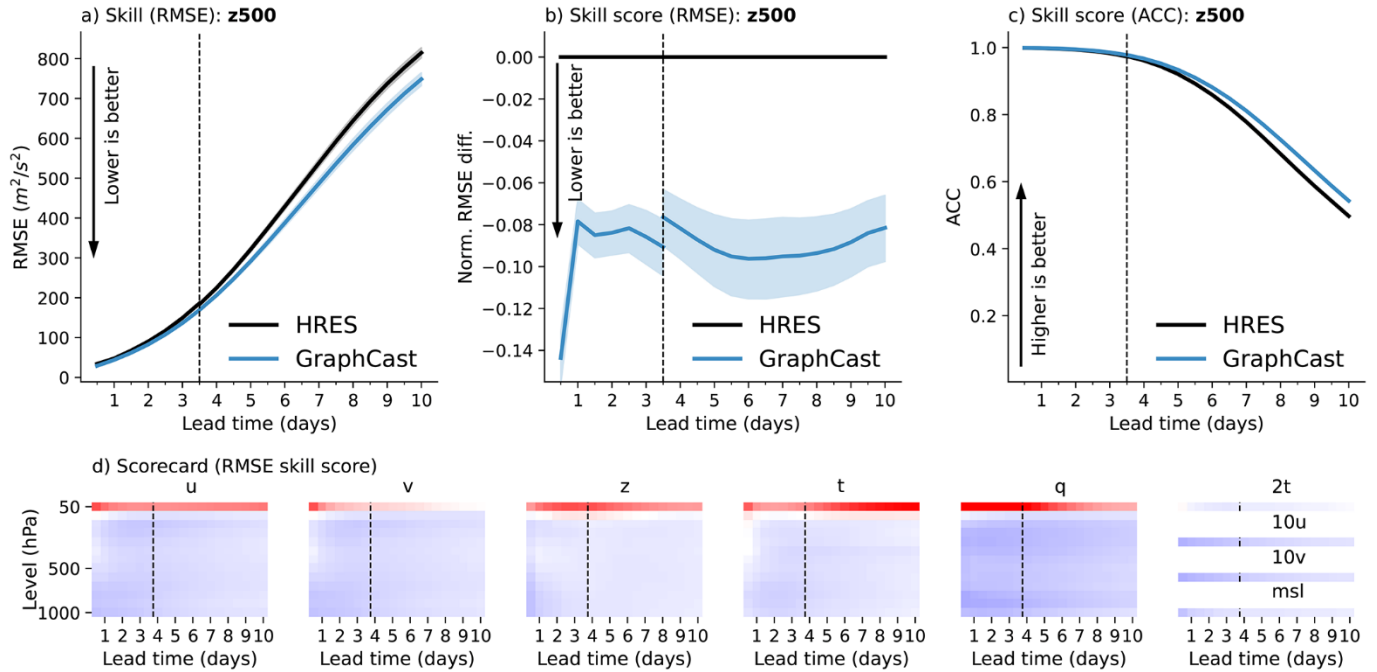 a) Skill (RMSE): z500
800
700
600
500
400
300
200
100
0
RMSE (m²/s²)
Lower is better
HRES
GraphCast
1 2 3 4 5 6 7 8 9 10
Lead time (days)
b) Skill score (RMSE): z500
0.00
−0.02
−0.04
−0.06
−0.08
−0.10
−0.12
−0.14
Norm. RMSE diff.
Lower is better
HRES
GraphCast
1 2 3 4 5 6 7 8 9 10
Lead time (days)
c) Skill score (ACC): z500
1.0
0.8
0.6
0.4
0.2
ACC
Higher is better
HRES
GraphCast
1 2 3 4 5 6 7 8 9 10
Lead time (days)
d) Scorecard (RMSE skill score)
Level (hPa)
50
500
1000
u
1 2 3 4 5 6 7 8 9 10
Lead time (days)
v
1 2 3 4 5 6 7 8 9 10
Lead time (days)
z
1 2 3 4 5 6 7 8 9 10
Lead time (days)
t
1 2 3 4 5 6 7 8 9 10
Lead time (days)
q
1 2 3 4 5 6 7 8 9 10
Lead time (days)
2t
10u
10v
msl
1 2 3 4 5 6 7 8 9 10
Lead time (days)